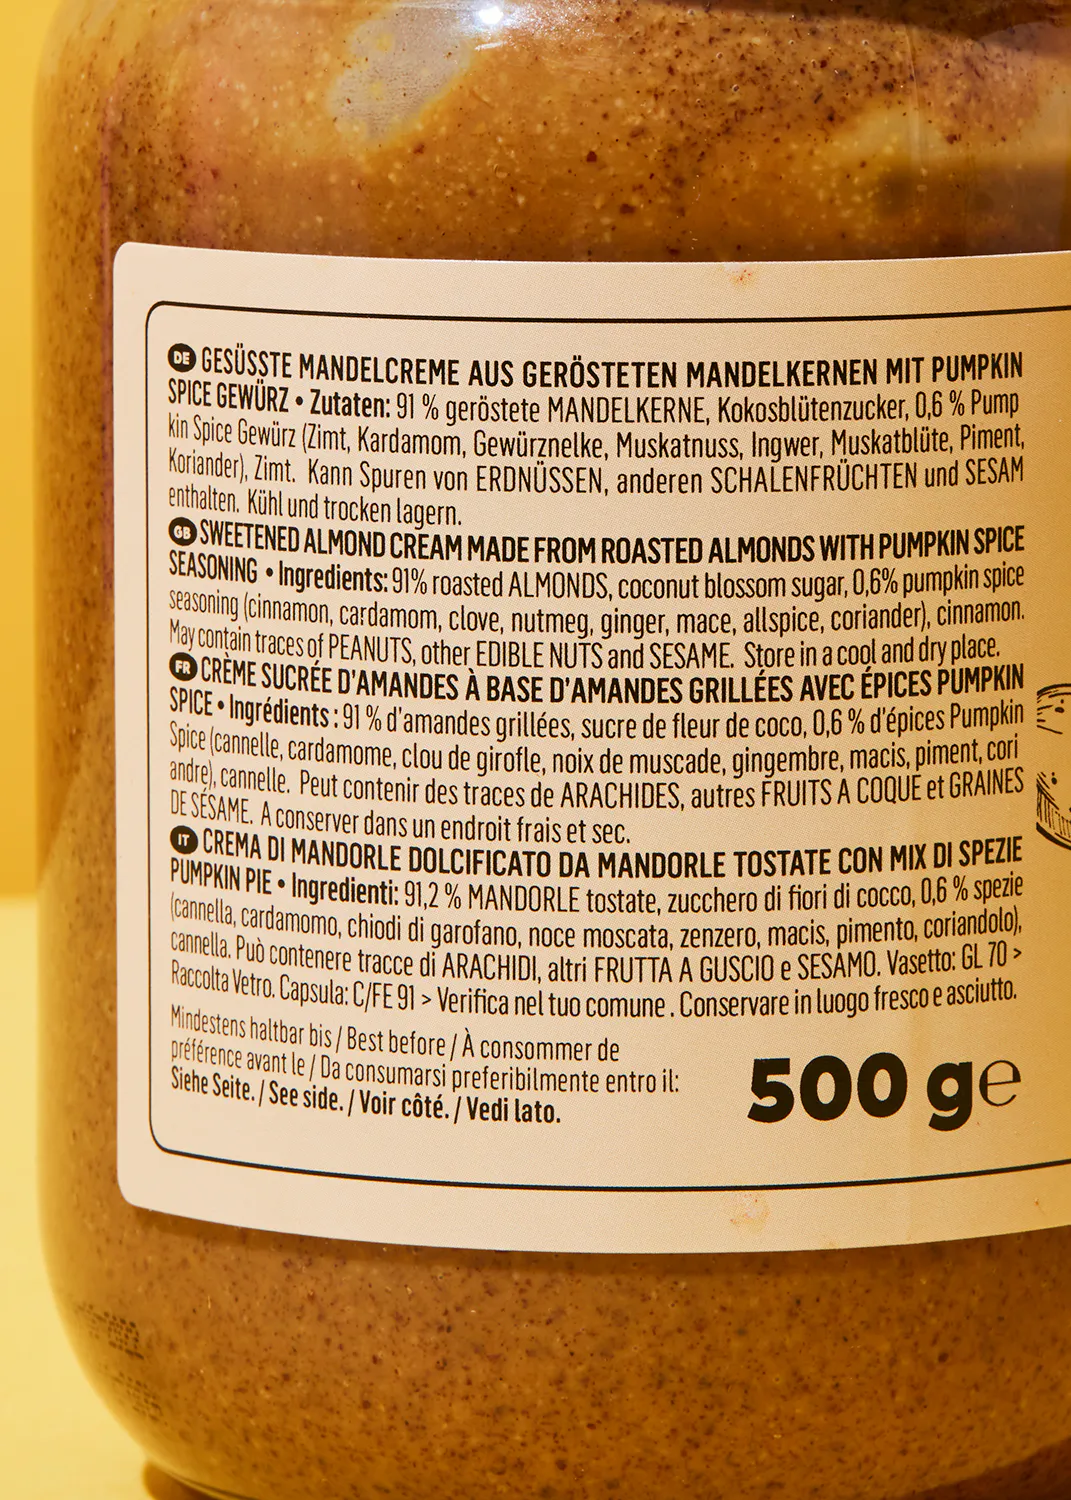 DE GESÜSSTE MANDELCREME AUS GERÖSTETEN MANDELKERNEN MIT PUMPKIN
SPICE GEWÜRZ • Zutaten: 91 % geröstete MANDELKERNE, Kokosblütenzucker, 0,6 % Pump
kin Spice Gewürz (Zimt, Kardamom, Gewürznelke, Muskatnuss, Ingwer, Muskatblüte, Piment,
Koriander), Zimt. Kann Spuren von ERDNÜSSEN, anderen SCHALENFRÜCHTEN und SESAM
enthalten. Kühl und trocken lagern.
GB SWEETENED ALMOND CREAM MADE FROM ROASTED ALMONDS WITH PUMPKIN SPICE
SEASONING • Ingredients: 91% roasted ALMONDS, coconut blossom sugar, 0,6% pumpkin spice
seasoning (cinnamon, cardamom, clove, nutmeg, ginger, mace, allspice, coriander), cinnamon.
May contain traces of PEANUTS, other EDIBLE NUTS and SESAME. Store in a cool and dry place.
FR CRÈME SUCRÉE D'AMANDES À BASE D'AMANDES GRILLÉES AVEC ÉPICES PUMPKIN
SPICE • Ingrédients : 91 % d'amandes grillées, sucre de fleur de coco, 0,6 % d'épices Pumpkin
Spice (cannelle, cardamome, clou de girofle, noix de muscade, gingembre, macis, piment, cori
andre), cannelle. Peut contenir des traces de ARACHIDES, autres FRUITS A COQUE et GRAINES
DE SÉSAME. A conserver dans un endroit frais et sec.
IT CREMA DI MANDORLE DOLCIFICATO DA MANDORLE TOSTATE CON MIX DI SPEZIE
PUMPKIN PIE • Ingredienti: 91,2 % MANDORLE tostate, zucchero di fiori di cocco, 0,6 % spezie
(cannella, cardamomo, chiodi di garofano, noce moscata, zenzero, macis, pimento, coriandolo),
cannella. Può contenere tracce di ARACHIDI, altri FRUTTA A GUSCIO e SESAMO. Vasetto: GL 70 >
Raccolta Vetro. Capsula: C/FE 91 > Verifica nel tuo comune . Conservare in luogo fresco e asciutto.
Mindestens haltbar bis / Best before / À consommer de
préférence avant le / Da consumarsi preferibilmente entro il:
Siehe Seite. / See side. / Voir côté. / Vedi lato.
500 g℮